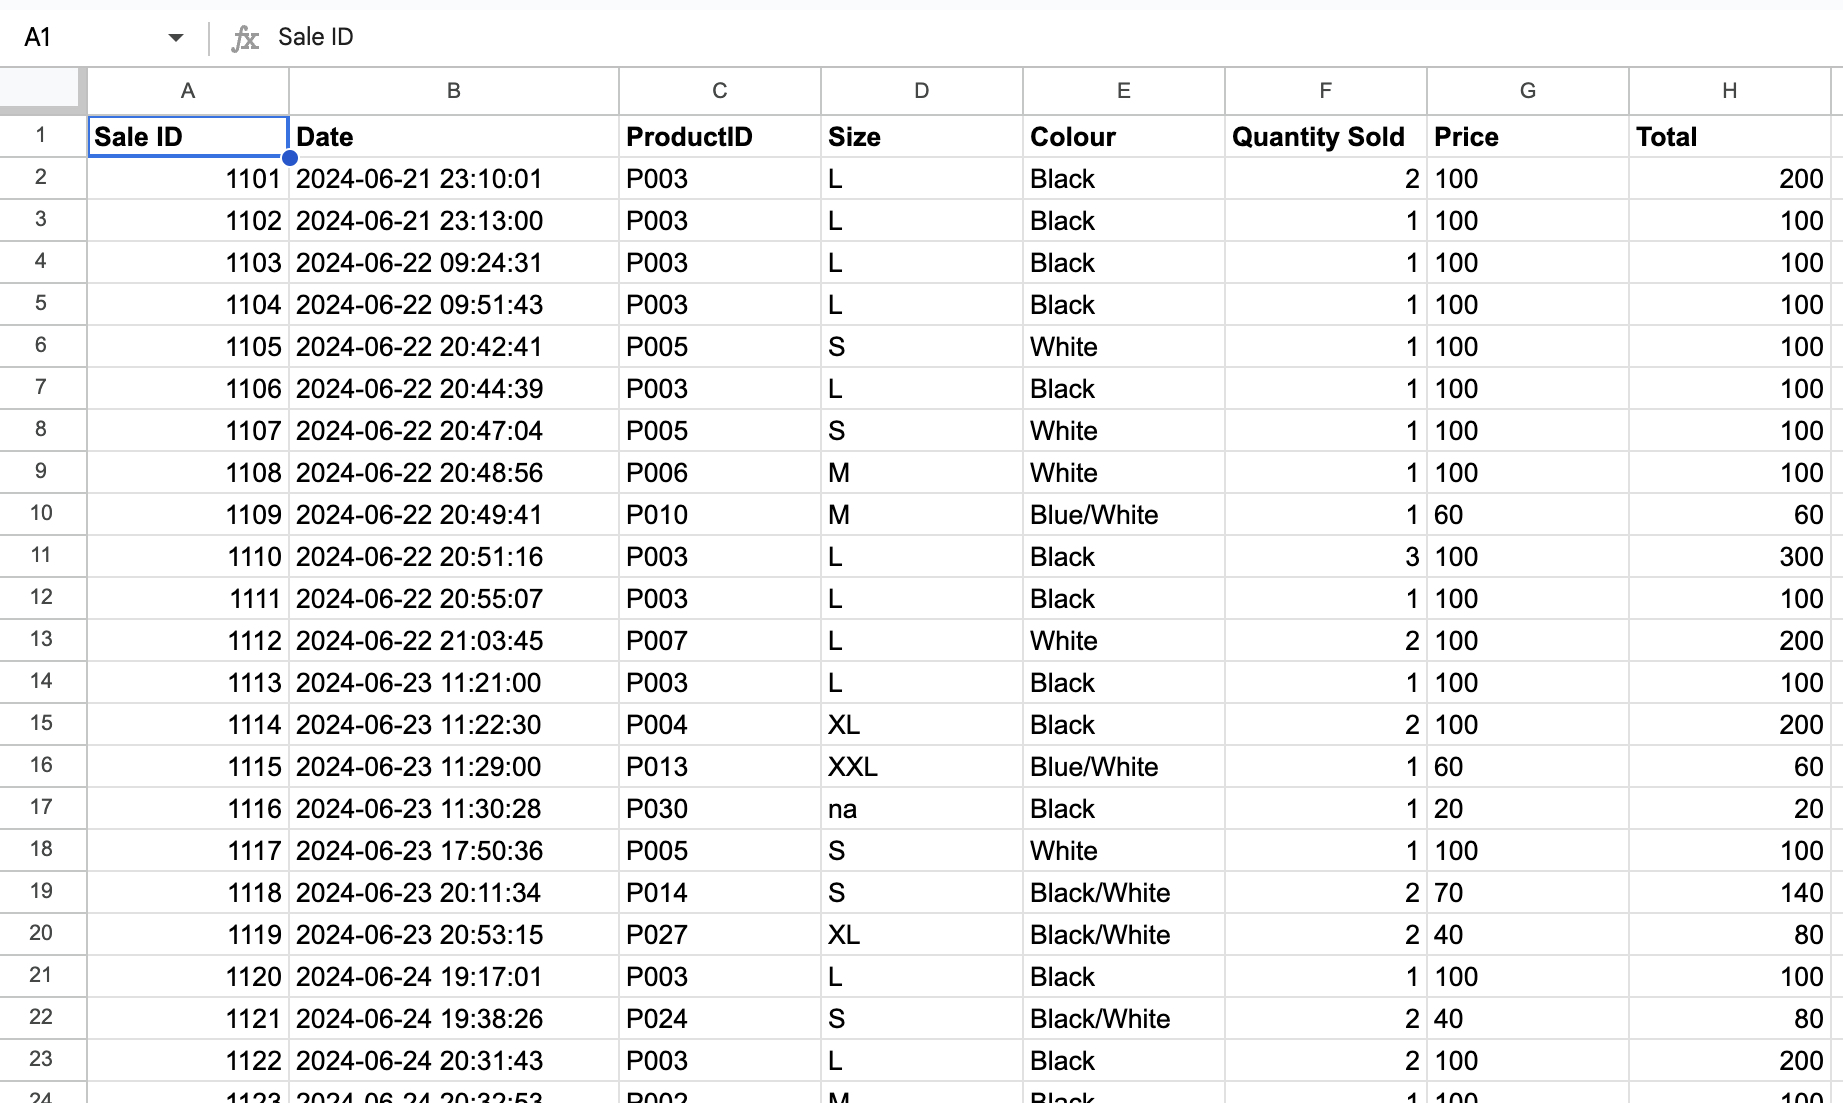 A1 fx Sale ID
A B C D E F G H
1 Sale ID Date ProductID Size Colour Quantity Sold Price Total
2 1101 2024-06-21 23:10:01 P003 L Black 2 100 200
3 1102 2024-06-21 23:13:00 P003 L Black 1 100 100
4 1103 2024-06-22 09:24:31 P003 L Black 1 100 100
5 1104 2024-06-22 09:51:43 P003 L Black 1 100 100
6 1105 2024-06-22 20:42:41 P005 S White 1 100 100
7 1106 2024-06-22 20:44:39 P003 L Black 1 100 100
8 1107 2024-06-22 20:47:04 P005 S White 1 100 100
9 1108 2024-06-22 20:48:56 P006 M White 1 100 100
10 1109 2024-06-22 20:49:41 P010 M Blue/White 1 60 60
11 1110 2024-06-22 20:51:16 P003 L Black 3 100 300
12 1111 2024-06-22 20:55:07 P003 L Black 1 100 100
13 1112 2024-06-22 21:03:45 P007 L White 2 100 200
14 1113 2024-06-23 11:21:00 P003 L Black 1 100 100
15 1114 2024-06-23 11:22:30 P004 XL Black 2 100 200
16 1115 2024-06-23 11:29:00 P013 XXL Blue/White 1 60 60
17 1116 2024-06-23 11:30:28 P030 na Black 1 20 20
18 1117 2024-06-23 17:50:36 P005 S White 1 100 100
19 1118 2024-06-23 20:11:34 P014 S Black/White 2 70 140
20 1119 2024-06-23 20:53:15 P027 XL Black/White 2 40 80
21 1120 2024-06-24 19:17:01 P003 L Black 1 100 100
22 1121 2024-06-24 19:38:26 P024 S Black/White 2 40 80
23 1122 2024-06-24 20:31:43 P003 L Black 2 100 200
24 1123 2024-06-24 20:32:53 P002 M Black 1 100 100